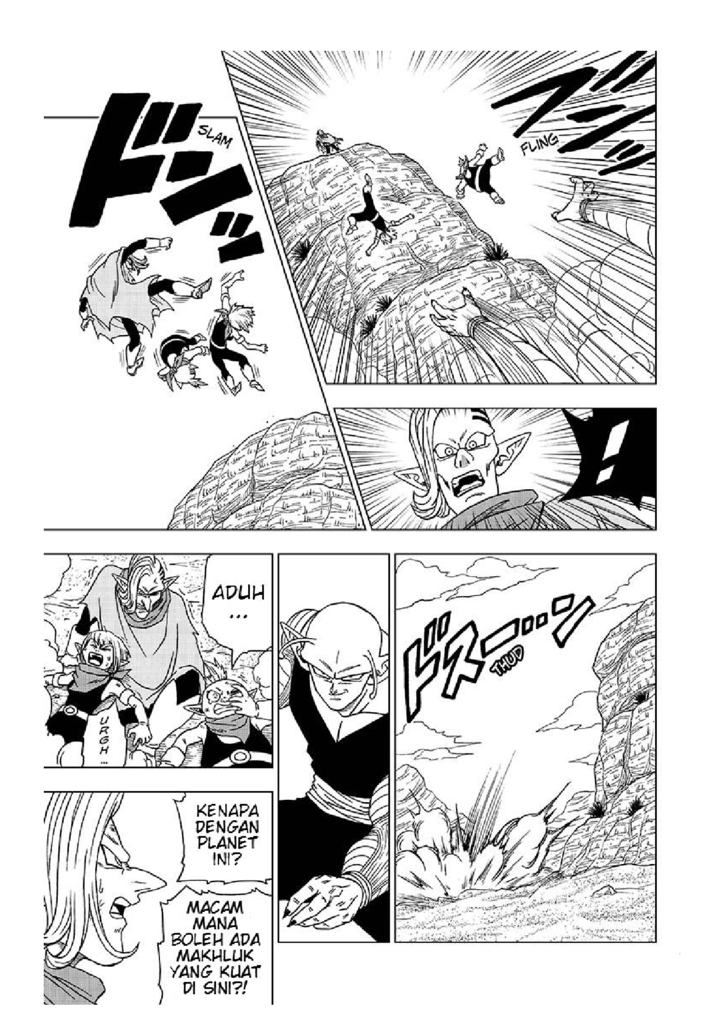 ブンッ
FLING
ドンッ
SLAM
!
ドスーーン
THUD
ADUH
...
URGH...
KENAPA
DENGAN
PLANET
INI?
MACAM
MANA
BOLEH ADA
MAKHLUK
YANG KUAT
DI SINI?!